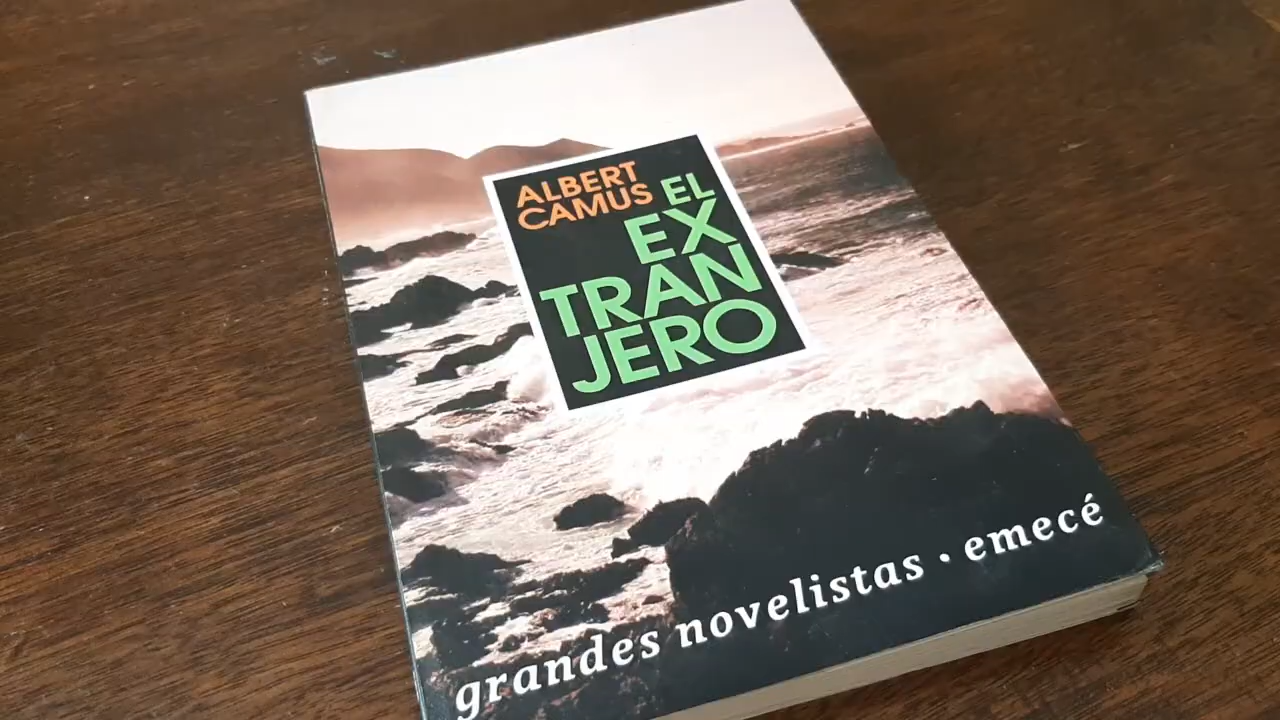 ALBERT
CAMUS
EL
EX
TRAN
JERO
grandes novelistas · emecé